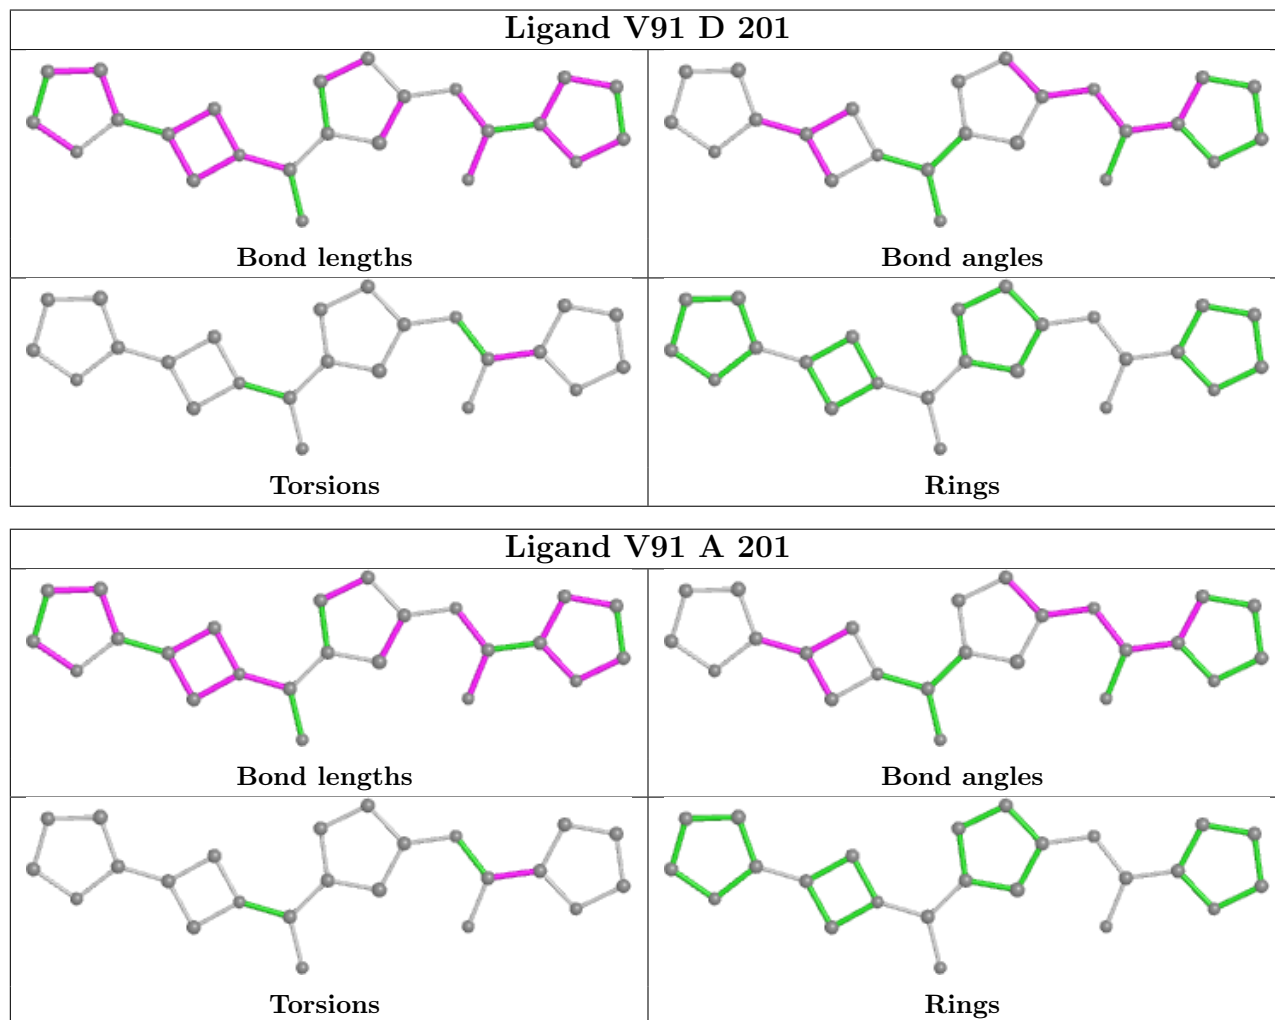 Ligand V91 D 201
Bond lengths
Bond angles
Torsions
Rings
Ligand V91 A 201
Bond lengths
Bond angles
Torsions
Rings